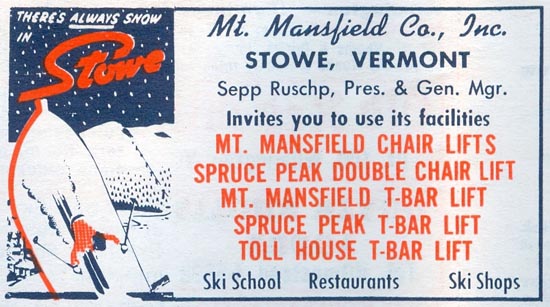 THERE'S ALWAYS SNOW
IN
Stowe
Mt. Mansfield Co., Inc.
STOWE, VERMONT
Sepp Ruschp, Pres. & Gen. Mgr.
Invites you to use its facilities
MT. MANSFIELD CHAIR LIFTS
SPRUCE PEAK DOUBLE CHAIR LIFT
MT. MANSFIELD T-BAR LIFT
SPRUCE PEAK T-BAR LIFT
TOLL HOUSE T-BAR LIFT
Ski School Restaurants Ski Shops